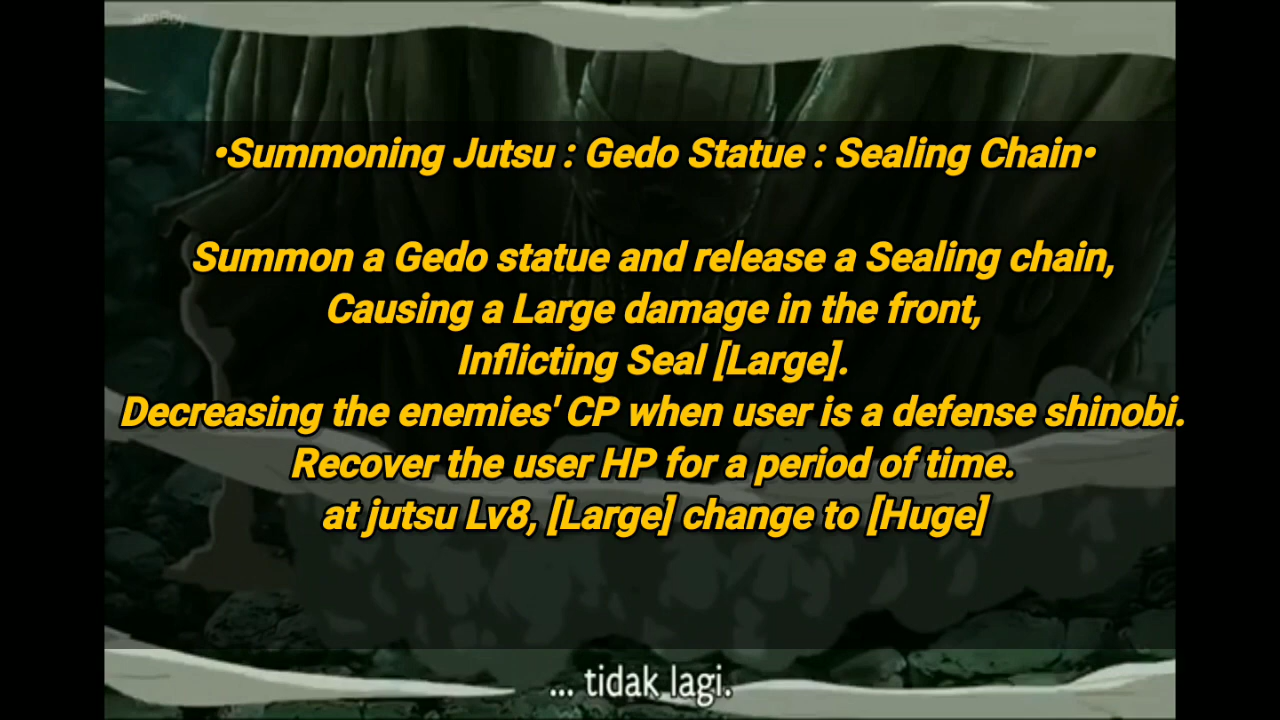 •Summoning Jutsu : Gedo Statue : Sealing Chain•
Summon a Gedo statue and release a Sealing chain,
Causing a Large damage in the front,
Inflicting Seal [Large].
Decreasing the enemies' CP when user is a defense shinobi.
Recover the user HP for a period of time.
at jutsu Lv8, [Large] change to [Huge]
... tidak lagi.